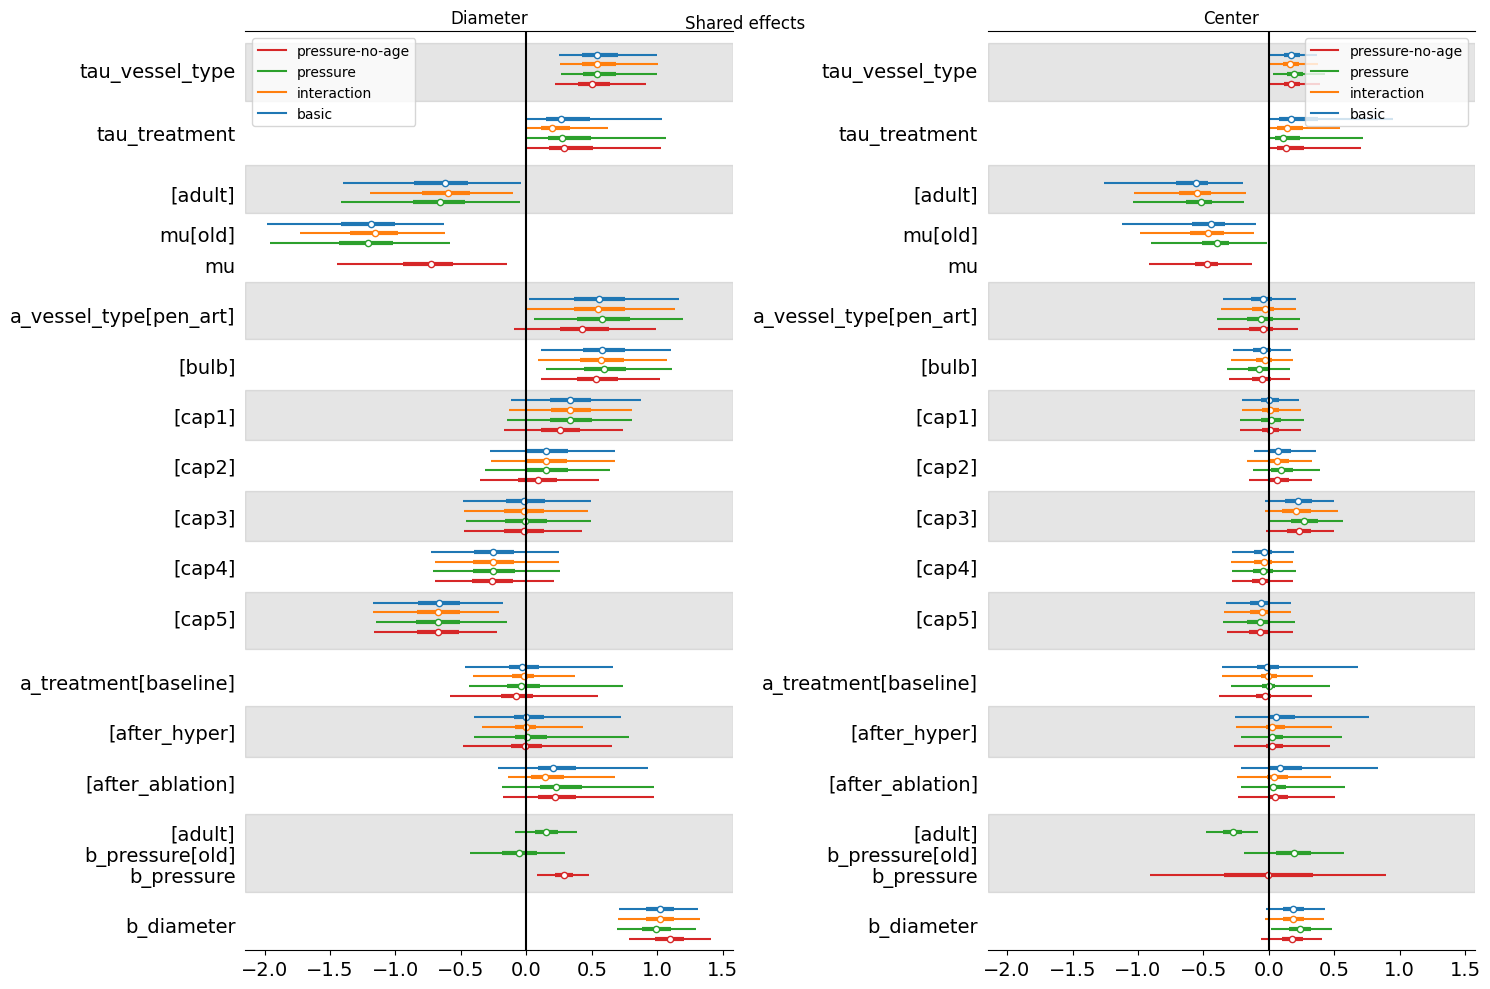 Shared effects
Diameter
pressure-no-age
pressure
interaction
basic
tau_vessel_type
tau_treatment
[adult]
mu[old]
mu
a_vessel_type[pen_art]
[bulb]
[cap1]
[cap2]
[cap3]
[cap4]
[cap5]
a_treatment[baseline]
[after_hyper]
[after_ablation]
[adult]
b_pressure[old]
b_pressure
b_diameter
−2.0 −1.5 −1.0 −0.5 0.0 0.5 1.0 1.5
Center
pressure-no-age
pressure
interaction
basic
tau_vessel_type
tau_treatment
[adult]
mu[old]
mu
a_vessel_type[pen_art]
[bulb]
[cap1]
[cap2]
[cap3]
[cap4]
[cap5]
a_treatment[baseline]
[after_hyper]
[after_ablation]
[adult]
b_pressure[old]
b_pressure
b_diameter
−2.0 −1.5 −1.0 −0.5 0.0 0.5 1.0 1.5